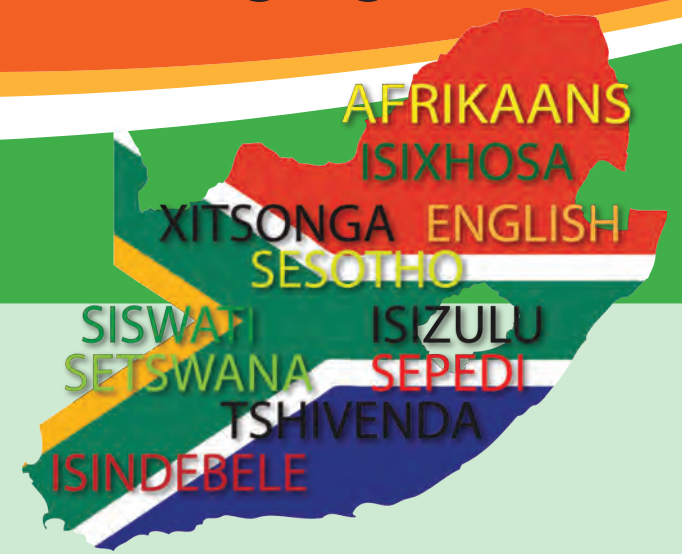 AFRIKAANS
ISIXHOSA
XITSONGA ENGLISH
SESOTHO
SISWATI ISIZULU
SETSWANA SEPEDI
TSHIVENDA
ISINDEBELE